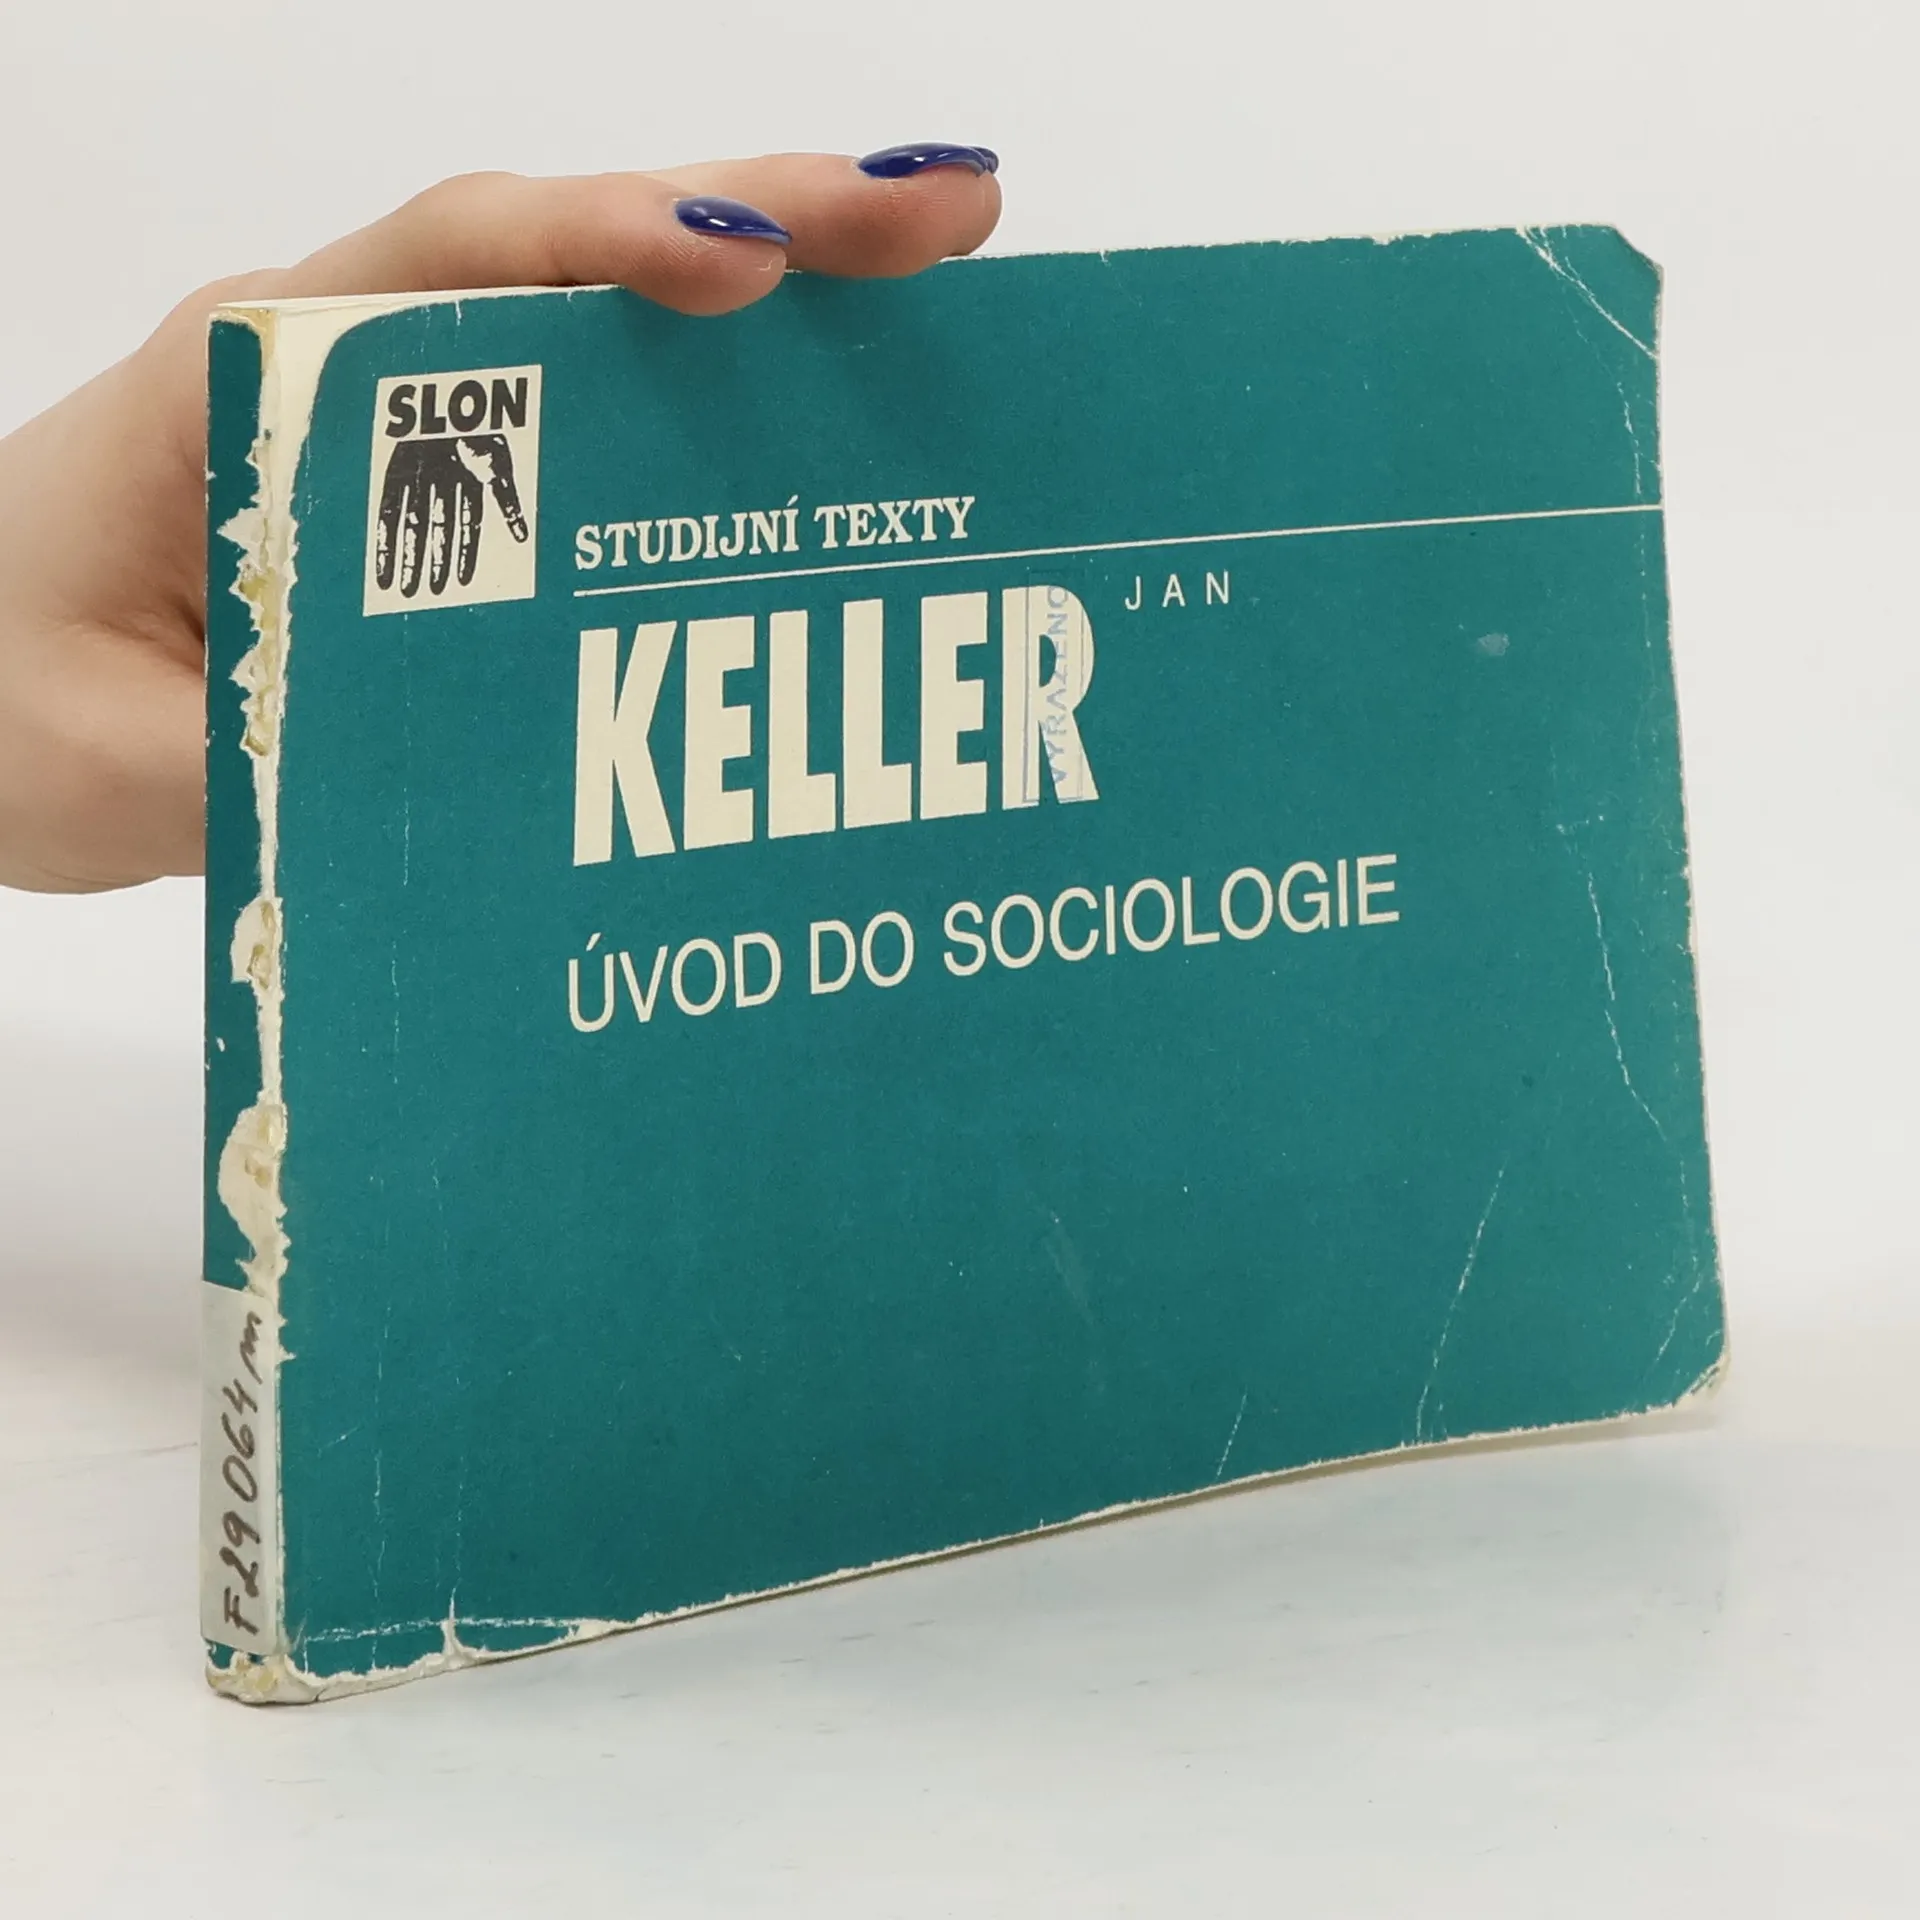 SLON
STUDIJNÍ TEXTY
KELLER JAN
VYŘAZENO
ÚVOD DO SOCIOLOGIE
F29064m